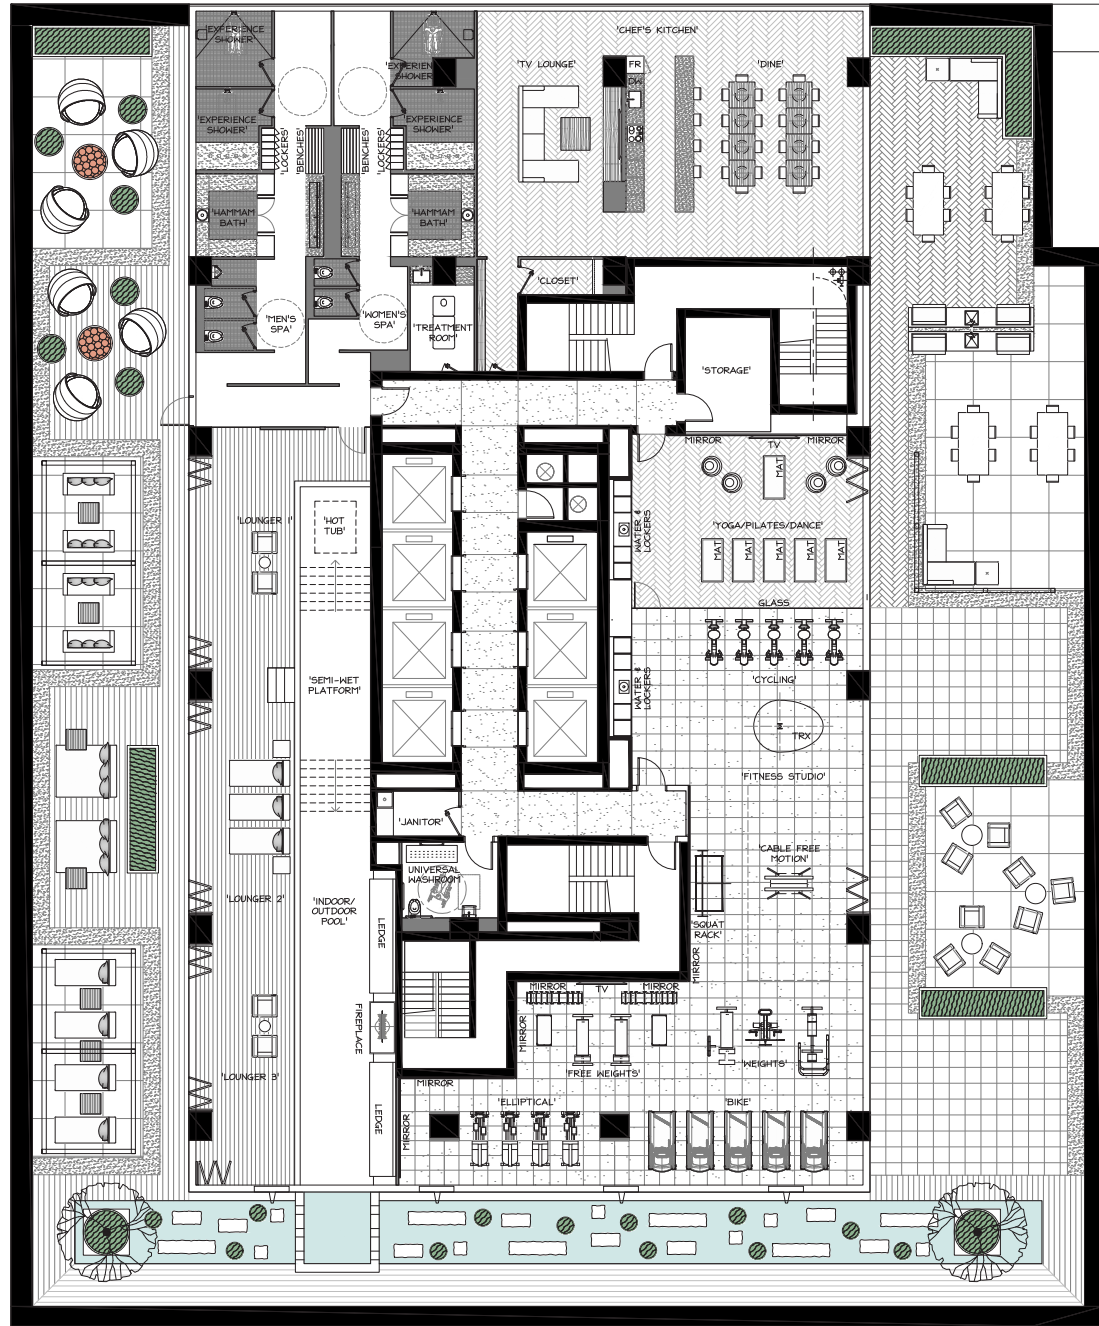 'EXPERIENCE
SHOWER'
'EXPERIENCE
SHOWER'
'CHEF'S KITCHEN'
'TV LOUNGE'
FR
DW
'DINE'
'EXPERIENCE
SHOWER'
'EXPERIENCE
SHOWER'
'LOCKERS'
'BENCHES'
'BENCHES'
'LOCKERS'
'HAMMAM
BATH'
'HAMMAM
BATH'
'CLOSET'
'MEN'S
SPA'
'WOMEN'S
SPA'
'TREATMENT
ROOM'
'STORAGE'
MIRROR
TV
MIRROR
MAT
'LOUNGER 1'
'HOT
TUB'
WATER &
LOCKERS
'YOGA/PILATES/DANCE'
MAT
MAT
MAT
MAT
MAT
GLASS
'SEMI-WET
PLATFORM'
WATER &
LOCKERS
'CYCLING'
TRX
'FITNESS STUDIO'
'JANITOR'
'CABLE FREE
MOTION'
UNIVERSAL
WASHROOM
'LOUNGER 2'
'INDOOR/
OUTDOOR
POOL'
LEDGE
'SQUAT
RACK'
MIRROR
MIRROR
TV
MIRROR
FIREPLACE
MIRROR
'LOUNGER 3'
'FREE WEIGHTS'
'WEIGHTS'
MIRROR
'ELLIPTICAL'
'BIKE'
LEDGE
MIRROR